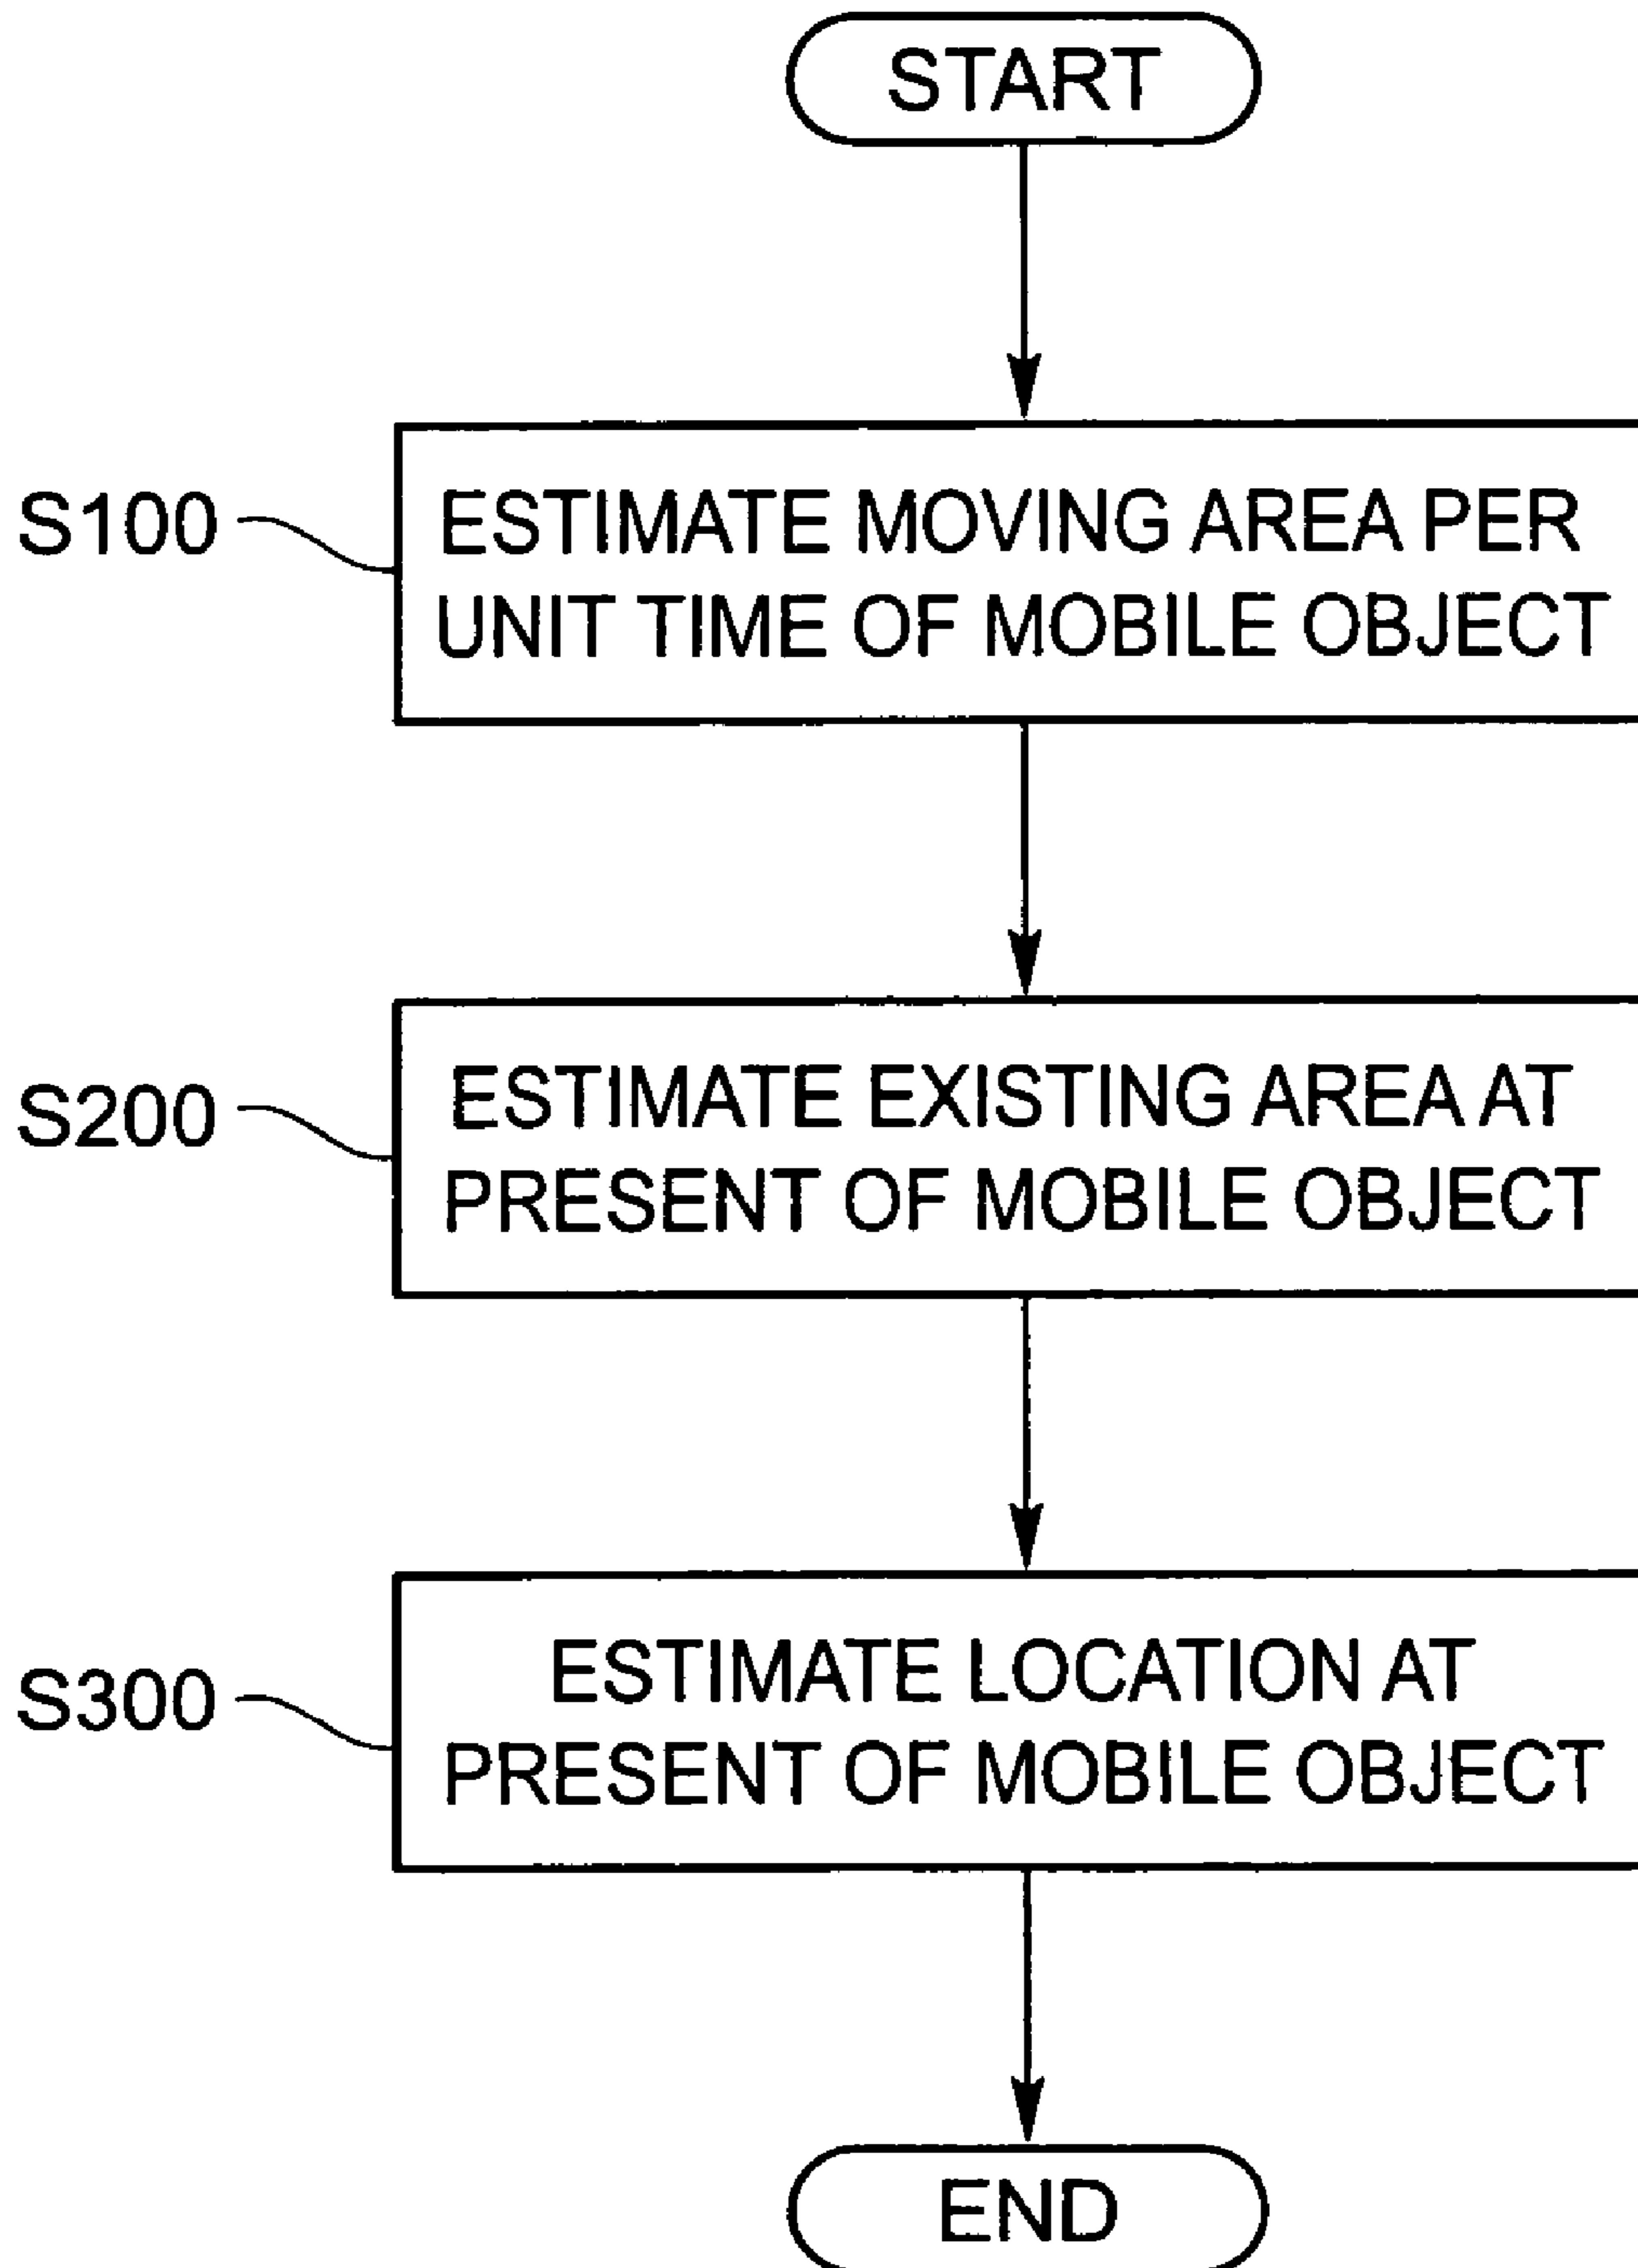 START
S100
ESTIMATE MOVING AREA PER
UNIT TIME OF MOBILE OBJECT
S200
ESTIMATE EXISTING AREA AT
PRESENT OF MOBILE OBJECT
S300
ESTIMATE LOCATION AT
PRESENT OF MOBILE OBJECT
END